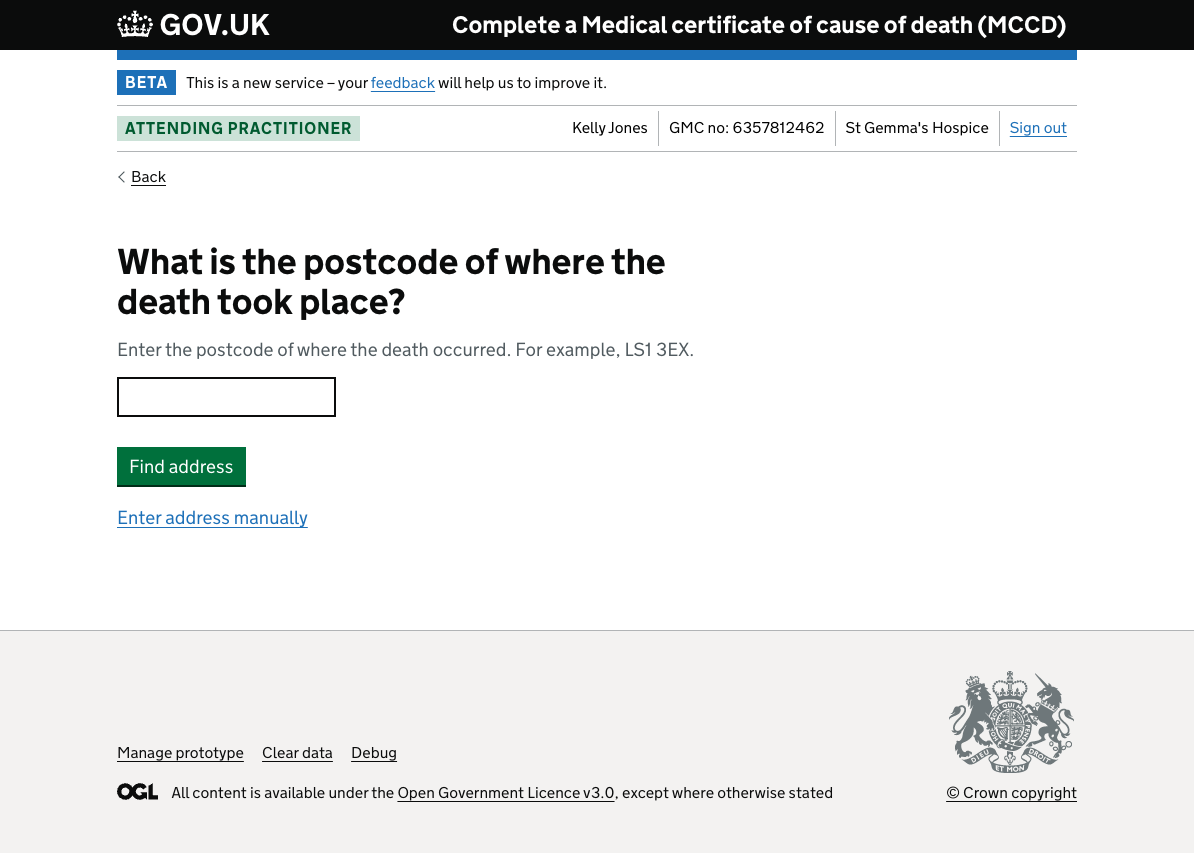 GOV.UK
Complete a Medical certificate of cause of death (MCCD)
BETA This is a new service – your feedback will help us to improve it.
ATTENDING PRACTITIONER
Kelly Jones
GMC no: 6357812462
St Gemma's Hospice
Sign out
Back
What is the postcode of where the
death took place?
Enter the postcode of where the death occurred. For example, LS1 3EX.
Find address
Enter address manually
Manage prototype Clear data Debug
DIEU ET MON DROIT
OGL All content is available under the Open Government Licence v3.0, except where otherwise stated
© Crown copyright